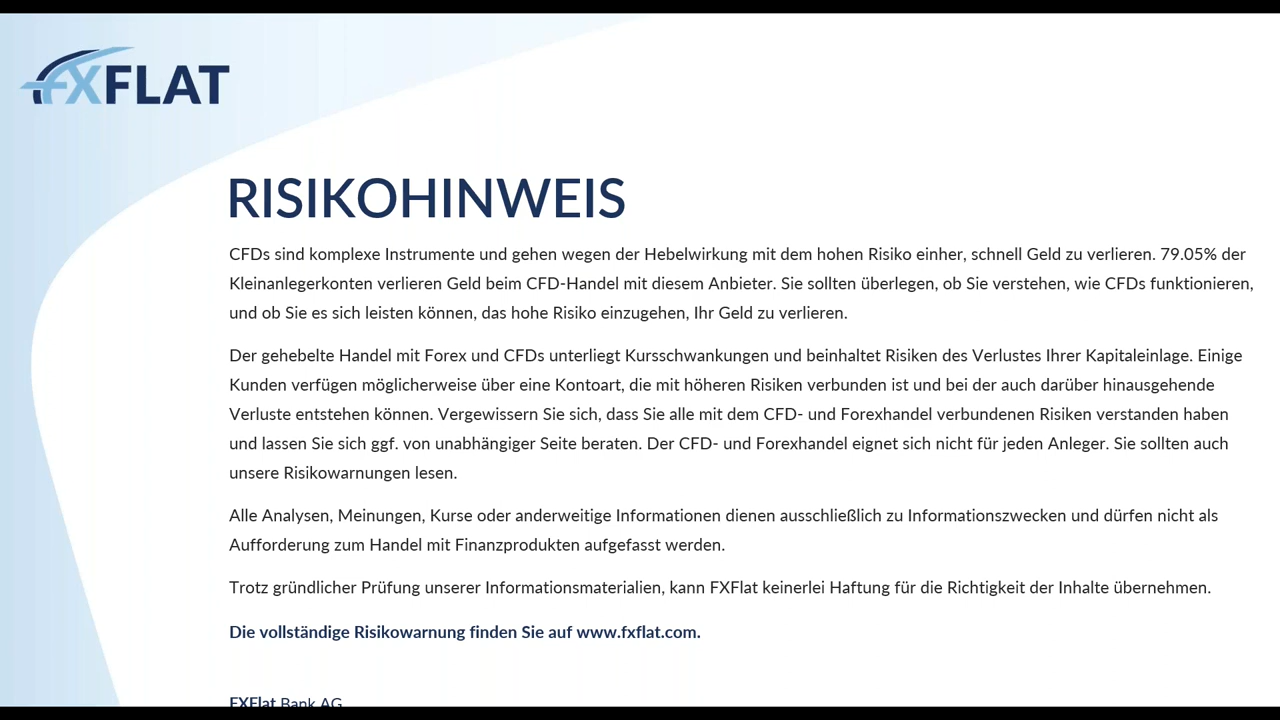 FXFLAT
RISIKOHINWEIS
CFDs sind komplexe Instrumente und gehen wegen der Hebelwirkung mit dem hohen Risiko einher, schnell Geld zu verlieren. 79.05% der
Kleinanlegerkonten verlieren Geld beim CFD-Handel mit diesem Anbieter. Sie sollten überlegen, ob Sie verstehen, wie CFDs funktionieren,
und ob Sie es sich leisten können, das hohe Risiko einzugehen, Ihr Geld zu verlieren.
Der gehebelte Handel mit Forex und CFDs unterliegt Kursschwankungen und beinhaltet Risiken des Verlustes Ihrer Kapitaleinlage. Einige
Kunden verfügen möglicherweise über eine Kontoart, die mit höheren Risiken verbunden ist und bei der auch darüber hinausgehende
Verluste entstehen können. Vergewissern Sie sich, dass Sie alle mit dem CFD- und Forexhandel verbundenen Risiken verstanden haben
und lassen Sie sich ggf. von unabhängiger Seite beraten. Der CFD- und Forexhandel eignet sich nicht für jeden Anleger. Sie sollten auch
unsere Risikowarnungen lesen.
Alle Analysen, Meinungen, Kurse oder anderweitige Informationen dienen ausschließlich zu Informationszwecken und dürfen nicht als
Aufforderung zum Handel mit Finanzprodukten aufgefasst werden.
Trotz gründlicher Prüfung unserer Informationsmaterialien, kann FXFlat keinerlei Haftung für die Richtigkeit der Inhalte übernehmen.
Die vollständige Risikowarnung finden Sie auf www.fxflat.com.
FXFlat Bank AG